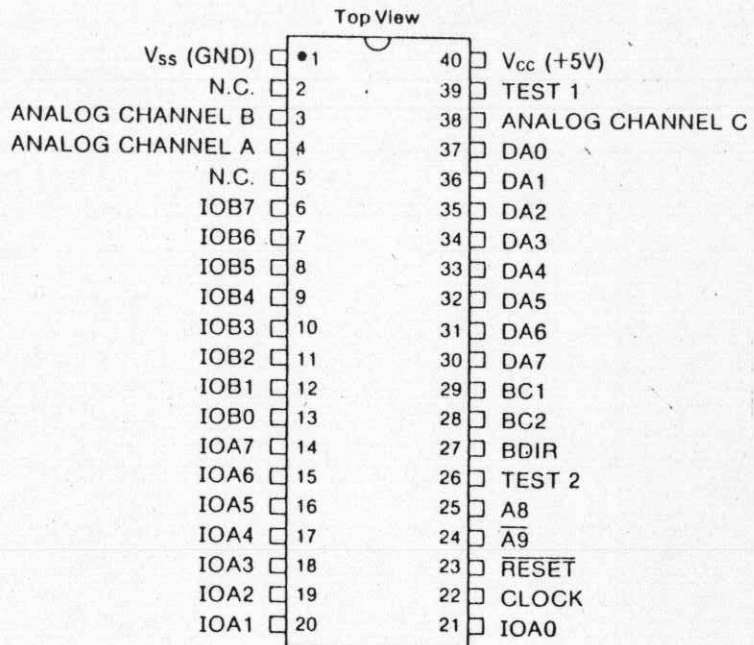 Top View
Vss (GND) 1 40 Vcc (+5V)
N.C. 2 39 TEST 1
ANALOG CHANNEL B 3 38 ANALOG CHANNEL C
ANALOG CHANNEL A 4 37 DA0
N.C. 5 36 DA1
IOB7 6 35 DA2
IOB6 7 34 DA3
IOB5 8 33 DA4
IOB4 9 32 DA5
IOB3 10 31 DA6
IOB2 11 30 DA7
IOB1 12 29 BC1
IOB0 13 28 BC2
IOA7 14 27 BDIR
IOA6 15 26 TEST 2
IOA5 16 25 A8
IOA4 17 24 A̅9̅
IOA3 18 23 R̅E̅S̅E̅T̅
IOA2 19 22 CLOCK
IOA1 20 21 IOA0